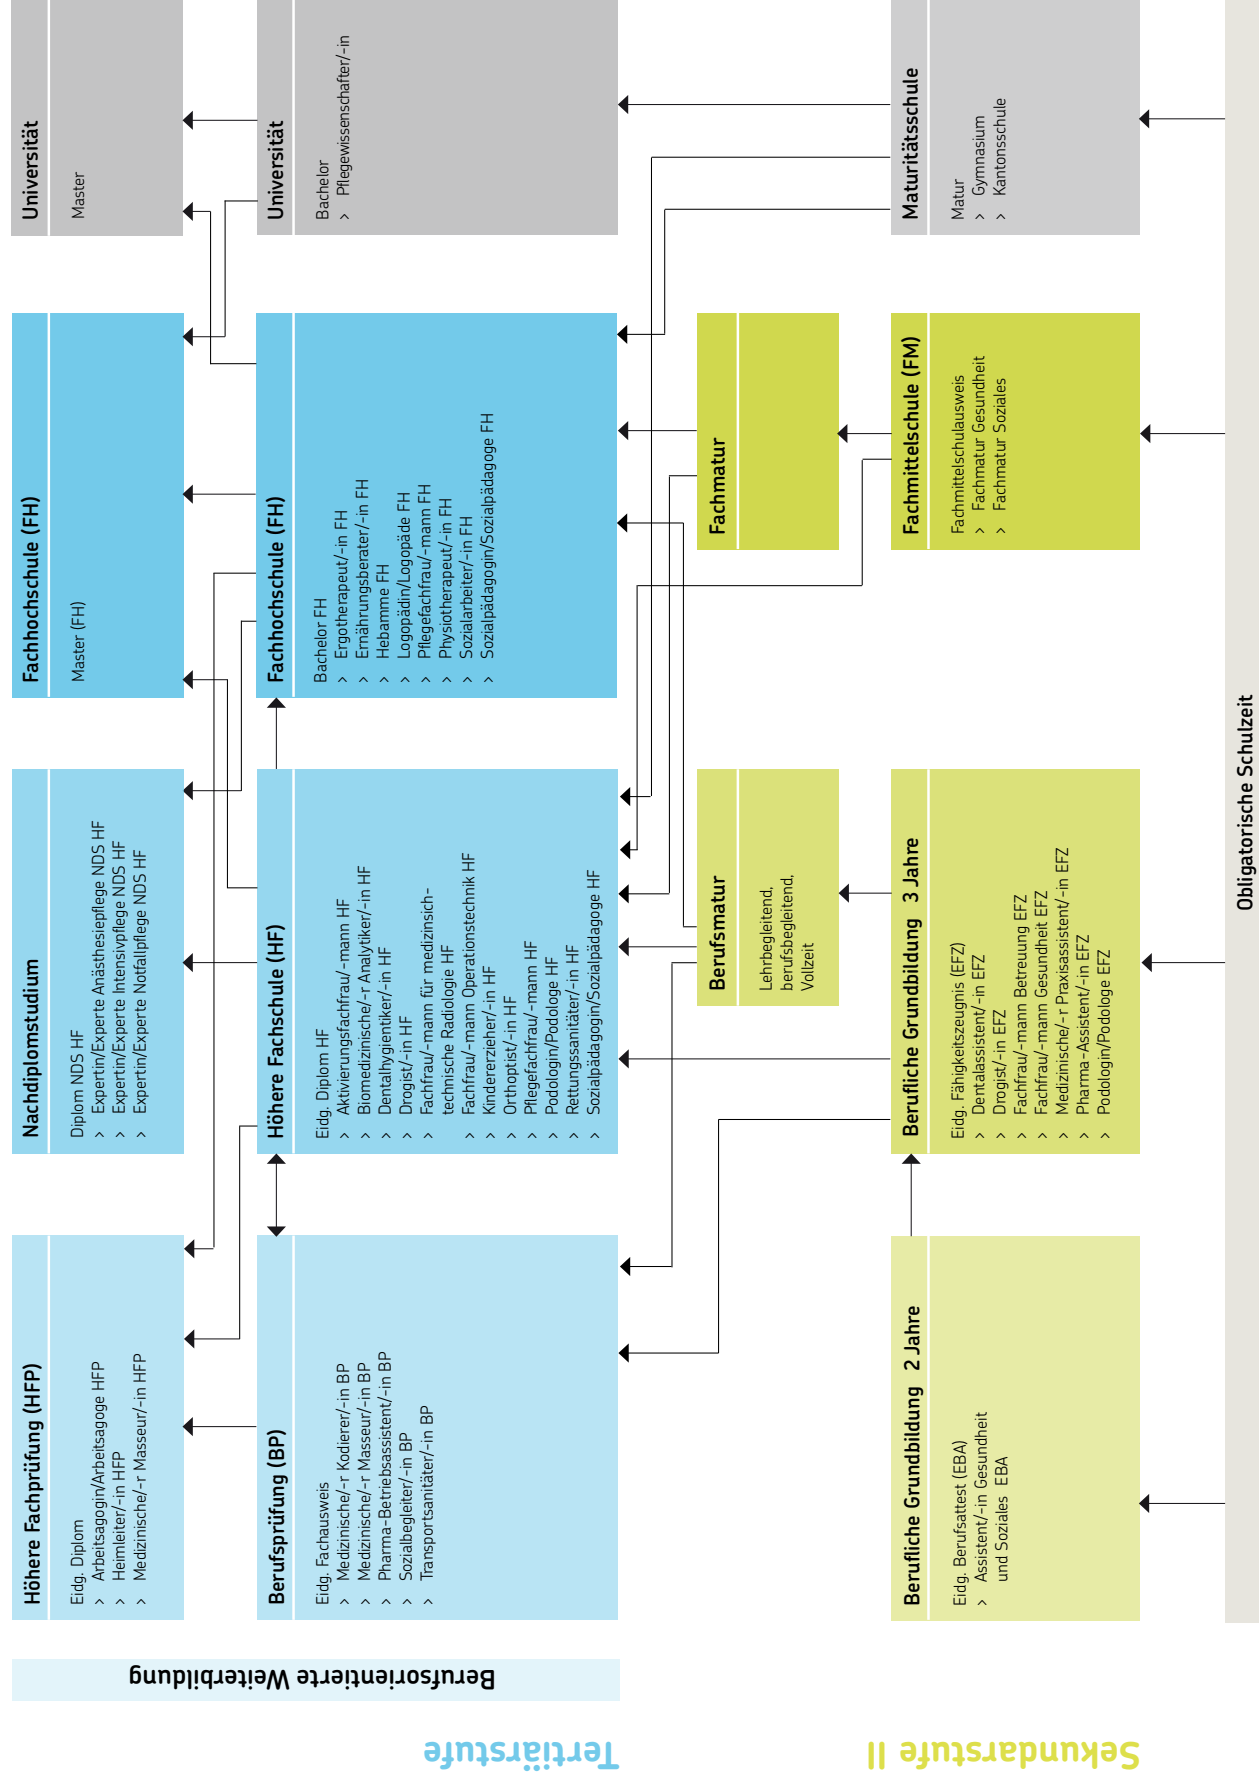 Höhere Fachprüfung (HFP)
Eidg. Diplom
> Arbeitsagogin/Arbeitsagoge HFP
> Heimleiter/-in HFP
> Medizinische/-r Masseur/-in HFP
Nachdiplomstudium
Diplom NDS HF
> Expertin/Experte Anästhesiepflege NDS HF
> Expertin/Experte Intensivpflege NDS HF
> Expertin/Experte Notfallpflege NDS HF
Fachhochschule (FH)
Master (FH)
Universität
Master
Berufsorientierte Weiterbildung
Tertiärstufe
Berufsprüfung (BP)
Eidg. Fachausweis
> Medizinische/-r Kodierer/-in BP
> Medizinische/-r Masseur/-in BP
> Pharma-Betriebsassistent/-in BP
> Sozialbegleiter/-in BP
> Transportsanitäter/-in BP
Höhere Fachschule (HF)
Eidg. Diplom HF
> Aktivierungsfachfrau/-mann HF
> Biomedizinische/-r Analytiker/-in HF
> Dentalhygientiker/-in HF
> Drogist/-in HF
> Fachfrau/-mann für medizinsich-
technische Radiologie HF
> Fachfrau/-mann Operationstechnik HF
> Kindererzieher/-in HF
> Orthoptist/-in HF
> Pflegefachfrau/-mann HF
> Podologin/Podologe HF
> Rettungssanitäter/-in HF
> Sozialpädagogin/Sozialpädagoge HF
Fachhochschule (FH)
Bachelor FH
> Ergotherapeut/-in FH
> Ernährungsberater/-in FH
> Hebamme FH
> Logopädin/Logopäde FH
> Pflegefachfrau/-mann FH
> Physiotherapeut/-in FH
> Sozialarbeiter/-in FH
> Sozialpädagogin/Sozialpädagoge FH
Universität
Bachelor
> Pflegewissenschafter/-in
Berufsmatur
Lehrbegleitend,
berufsbegleitend,
Vollzeit
Fachmatur
Sekundarstufe II
Berufliche Grundbildung 2 Jahre
Eidg. Berufsattest (EBA)
> Assistent/-in Gesundheit
und Soziales EBA
Berufliche Grundbildung 3 Jahre
Eidg. Fähigkeitszeugnis (EFZ)
> Dentalassistent/-in EFZ
> Drogist/-in EFZ
> Fachfrau/-mann Betreuung EFZ
> Fachfrau/-mann Gesundheit EFZ
> Medizinische/-r Praxisassistent/-in EFZ
> Pharma-Assistent/-in EFZ
> Podologin/Podologe EFZ
Fachmittelschule (FM)
Fachmittelschulausweis
> Fachmatur Gesundheit
> Fachmatur Soziales
Maturitätsschule
Matur
> Gymnasium
> Kantonsschule
Obligatorische Schulzeit